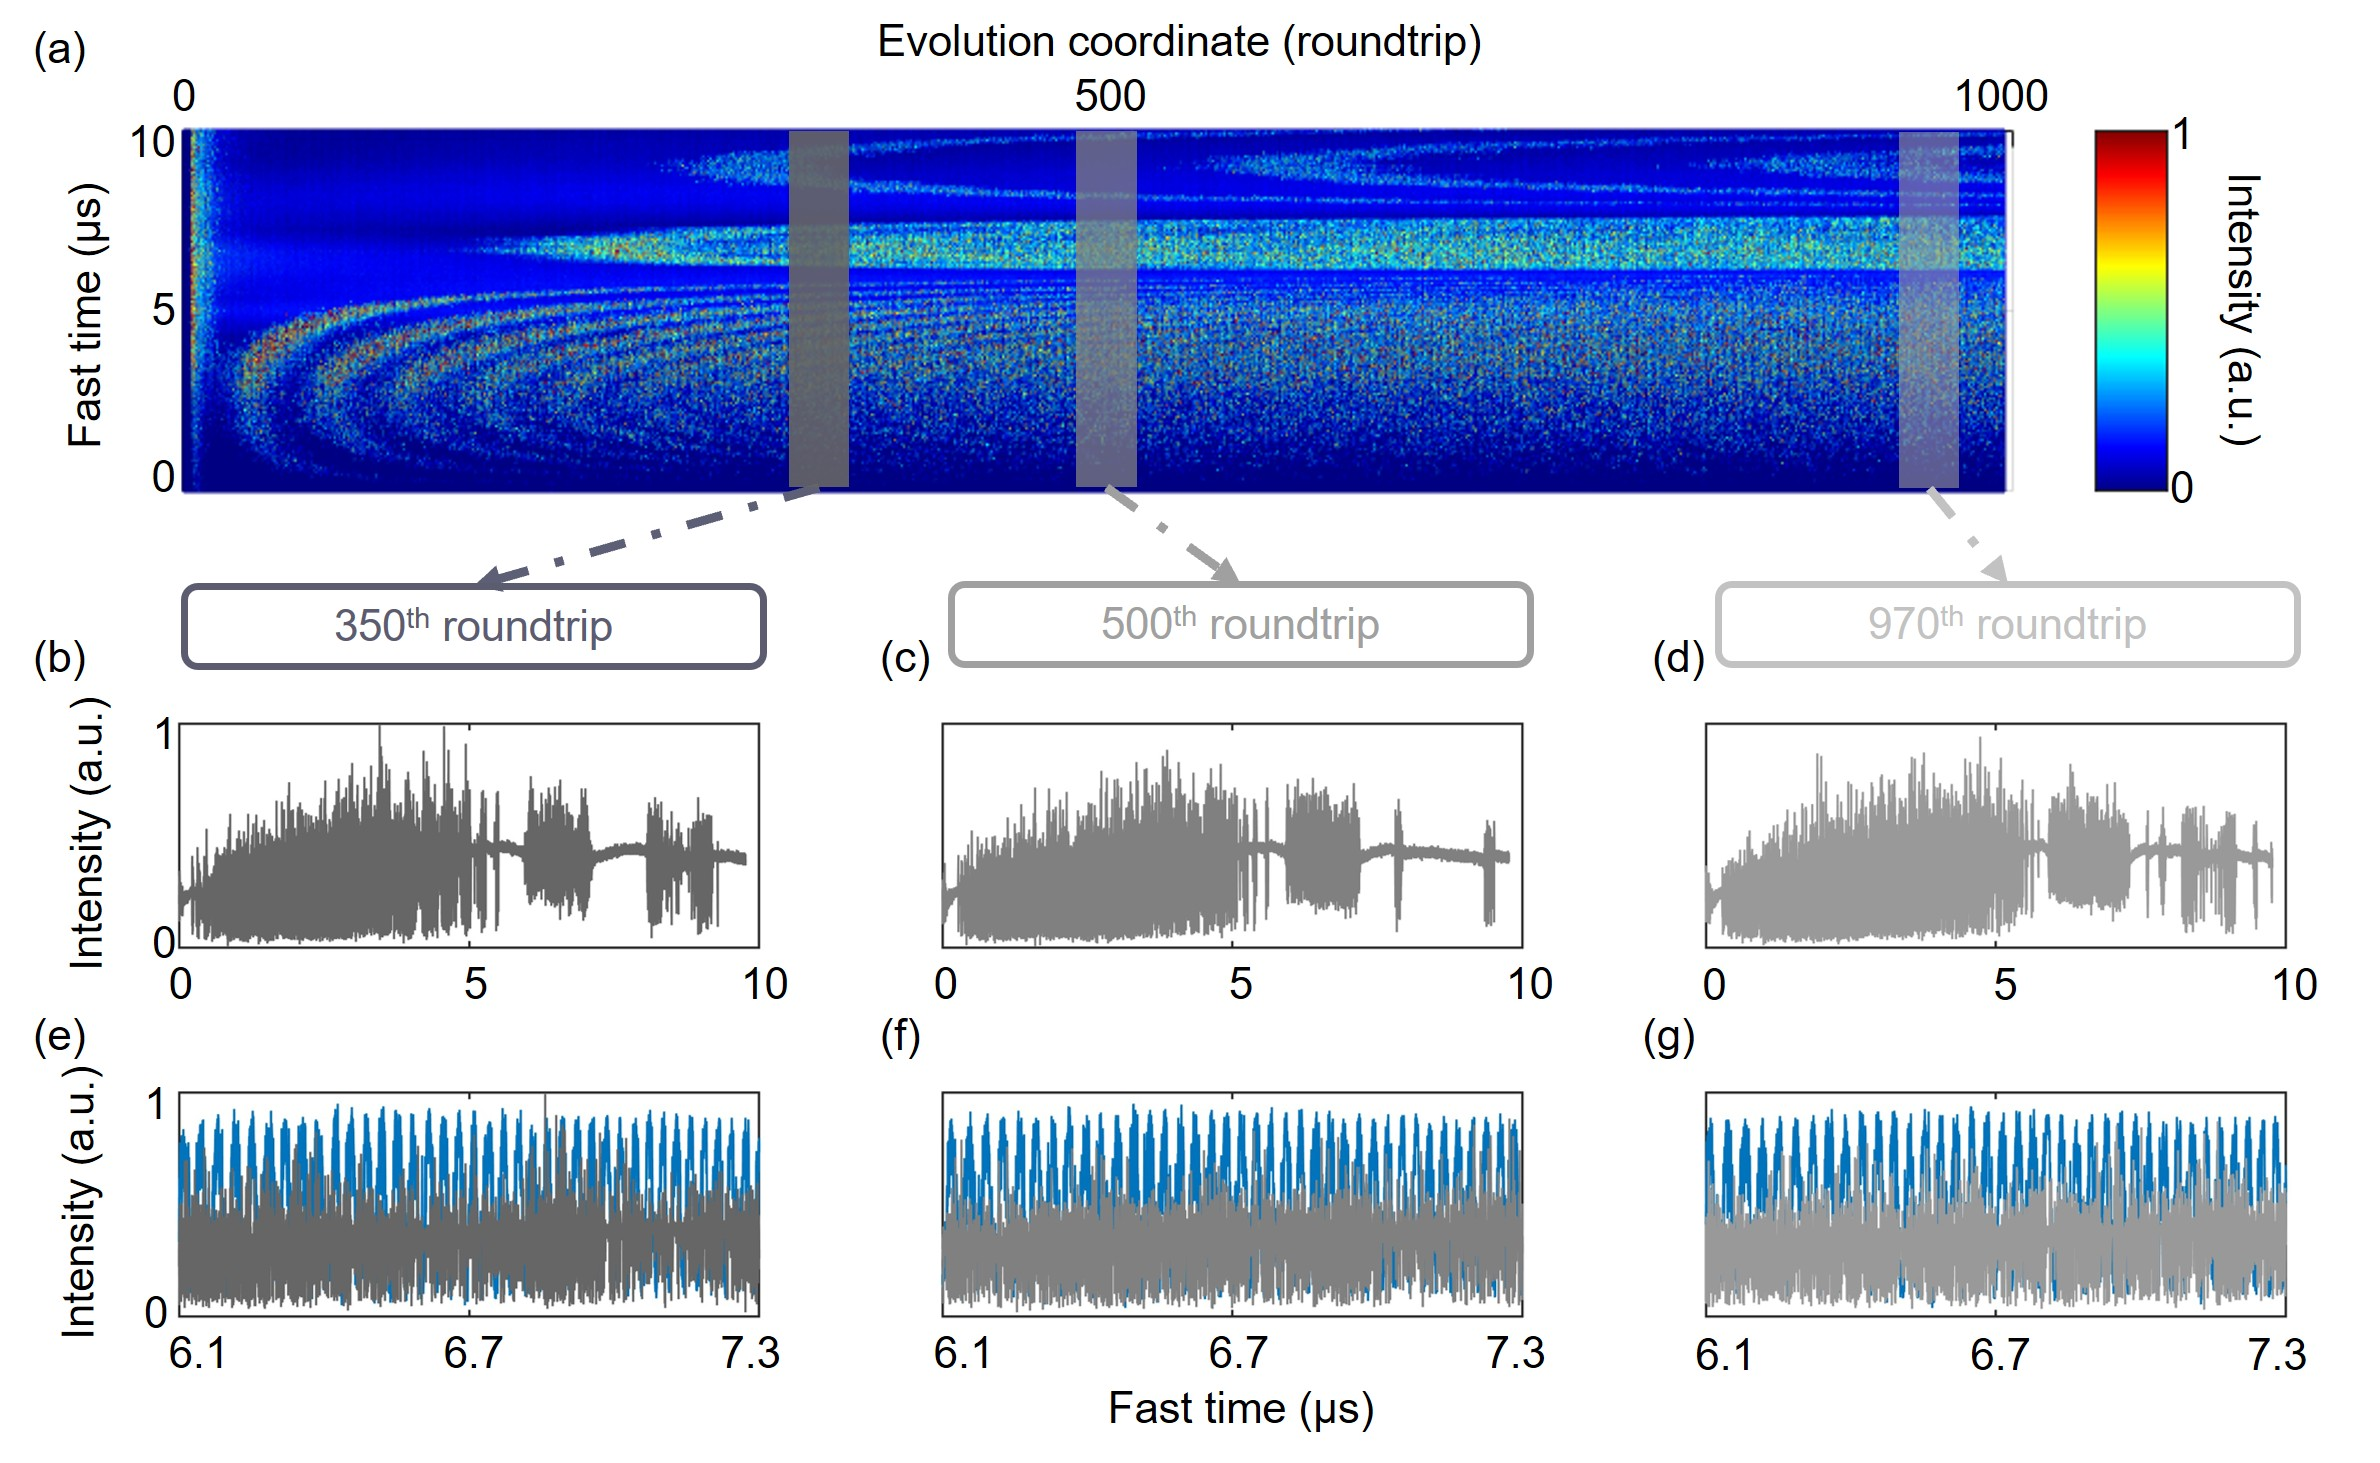 (a)
Evolution coordinate (roundtrip)
0 500 1000
10
5
0
Fast time (μs)
1
0
Intensity (a.u.)
350th roundtrip
500th roundtrip
970th roundtrip
(b)
(c)
(d)
Intensity (a.u.)
1
0
0 5 10
0 5 10
0 5 10
(e)
(f)
(g)
Intensity (a.u.)
1
0
6.1 6.7 7.3
6.1 6.7 7.3
6.1 6.7 7.3
Fast time (μs)